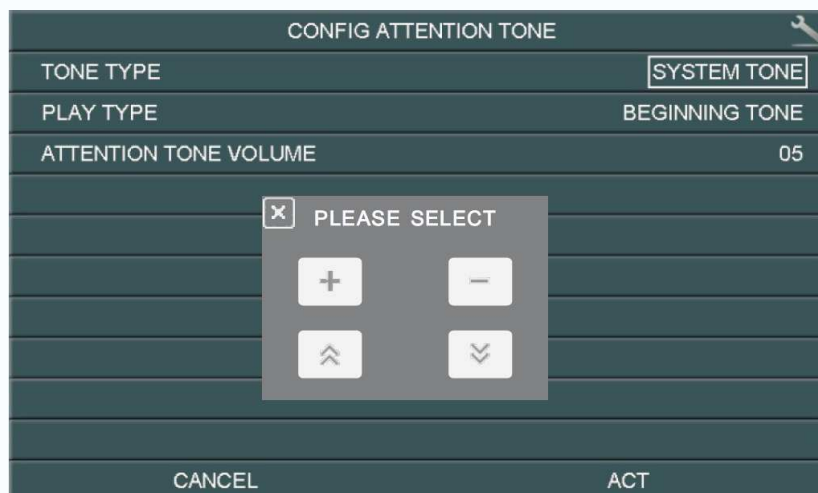 CONFIG ATTENTION TONE
TONE TYPE SYSTEM TONE
PLAY TYPE BEGINNING TONE
ATTENTION TONE VOLUME 05
PLEASE SELECT
CANCEL ACT